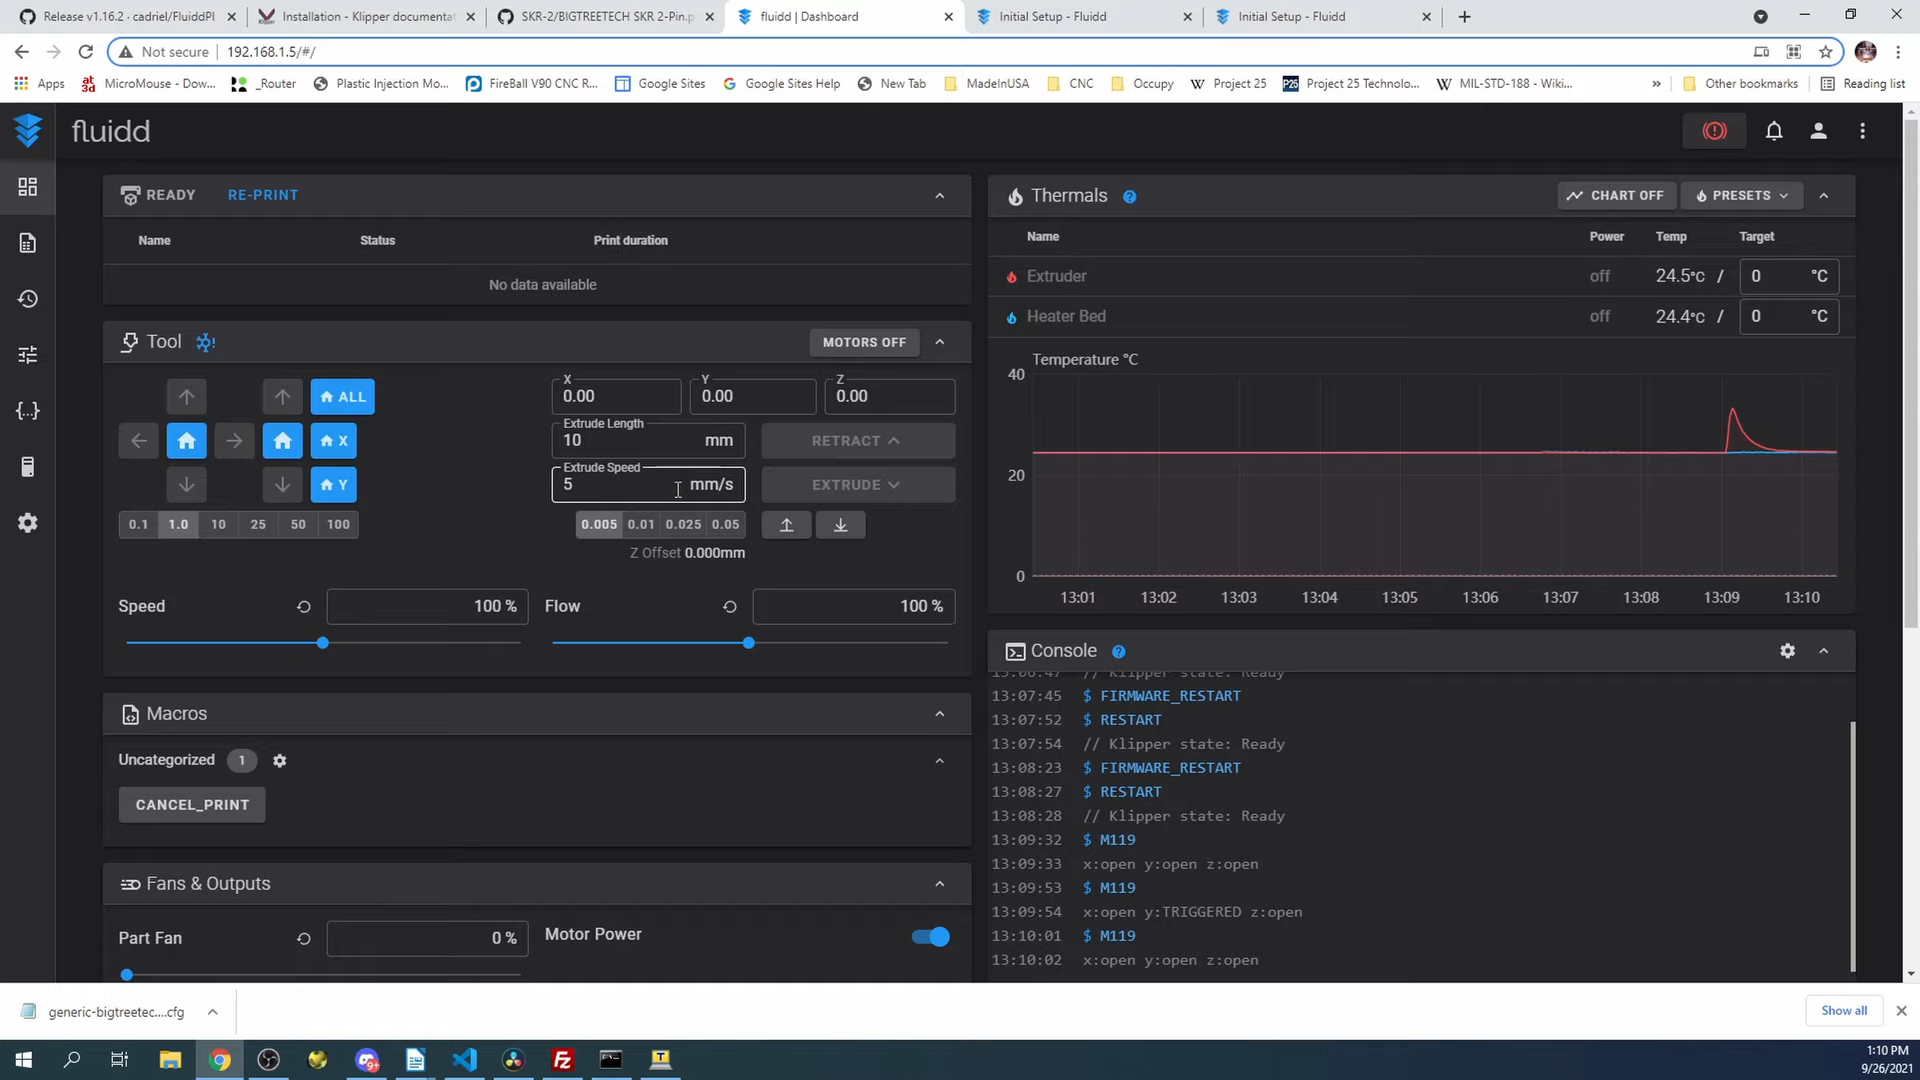 Release v1.16.2 · cadriel/FluiddPI
Installation - Klipper documentat
SKR-2/BIGTREETECH SKR 2-Pin.p
fluidd | Dashboard
Initial Setup - Fluidd
Initial Setup - Fluidd
Not secure
192.168.1.5/#/
Apps
MicroMouse - Dow...
_Router
Plastic Injection Mo...
FireBall V90 CNC R...
Google Sites
Google Sites Help
New Tab
MadeInUSA
CNC
Occupy
Project 25
P25
Project 25 Technolo...
MIL-STD-188 - Wiki...
»
Other bookmarks
Reading list
fluidd
READY
RE-PRINT
Name Status Print duration
No data available
Tool
MOTORS OFF
ALL
X
Y
0.1 1.0 10 25 50 100
X
0.00
Y
0.00
Z
0.00
Extrude Length
10 mm
RETRACT
Extrude Speed
5 mm/s
EXTRUDE
0.005 0.01 0.025 0.05
Z Offset 0.000mm
Speed 100 %
Flow 100 %
Macros
Uncategorized 1
CANCEL_PRINT
Fans & Outputs
Part Fan 0 %
Motor Power
Thermals
CHART OFF
PRESETS
Name Power Temp Target
Extruder off 24.5°C / 0 °C
Heater Bed off 24.4°C / 0 °C
Temperature °C
40
20
0
13:01 13:02 13:03 13:04 13:05 13:06 13:07 13:08 13:09 13:10
Console
13:06:47 // Klipper state: Ready
13:07:45 $ FIRMWARE_RESTART
13:07:52 $ RESTART
13:07:54 // Klipper state: Ready
13:08:23 $ FIRMWARE_RESTART
13:08:27 $ RESTART
13:08:28 // Klipper state: Ready
13:09:32 $ M119
13:09:33 x:open y:open z:open
13:09:53 $ M119
13:09:54 x:open y:TRIGGERED z:open
13:10:01 $ M119
13:10:02 x:open y:open z:open
generic-bigtreetec....cfg
Show all
1:10 PM
9/26/2021